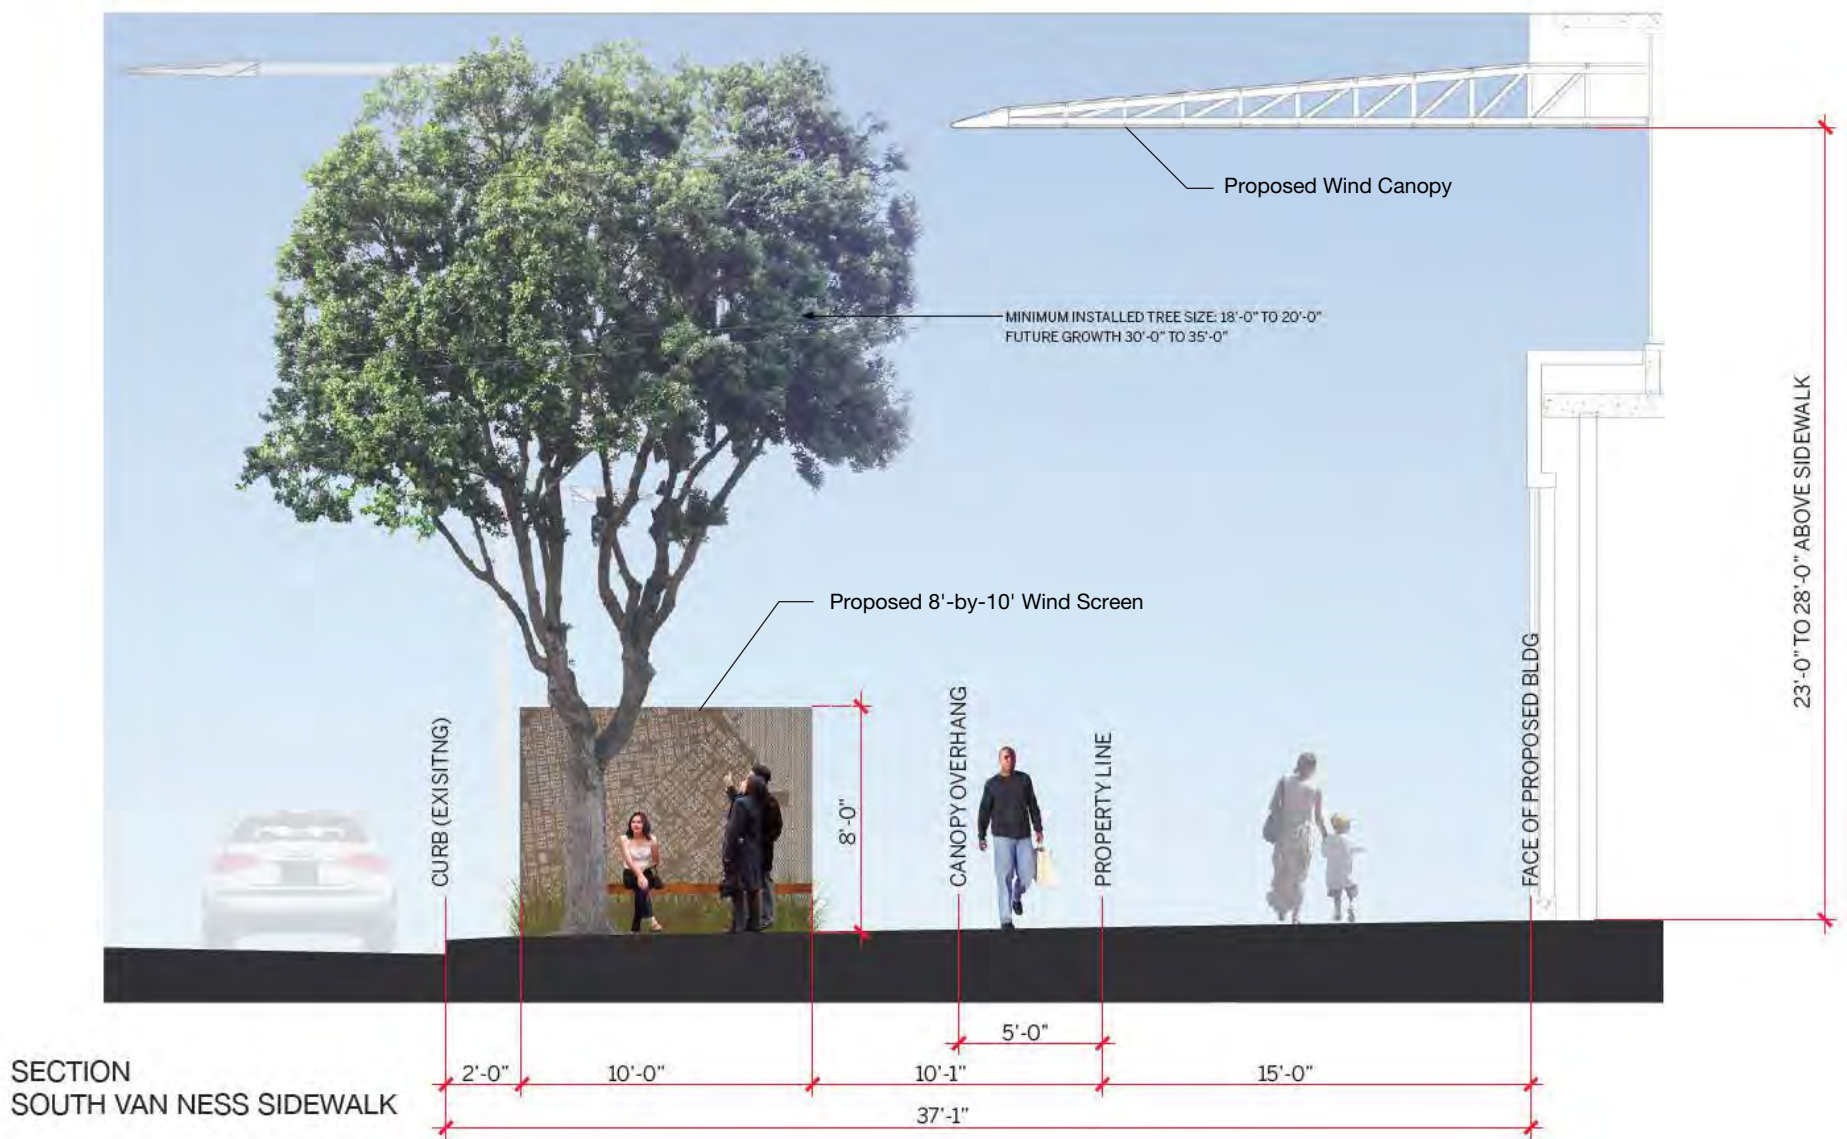 Proposed Wind Canopy
MINIMUM INSTALLED TREE SIZE: 18'-0" TO 20'-0"
FUTURE GROWTH 30'-0" TO 35'-0"
23'-0" TO 28'-0" ABOVE SIDEWALK
Proposed 8'-by-10' Wind Screen
CURB (EXISITNG)
8'-0"
CANOPY OVERHANG
PROPERTY LINE
FACE OF PROPOSED BLDG
5'-0"
2'-0"
10'-0"
10'-1"
15'-0"
37'-1"
SECTION
SOUTH VAN NESS SIDEWALK